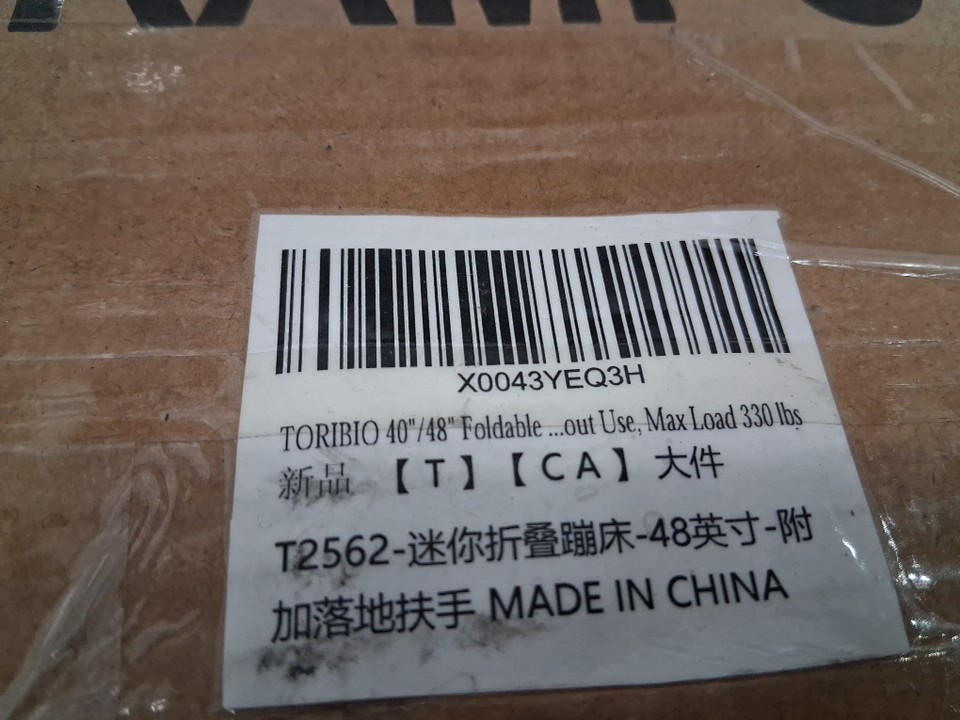 X0043YEQ3H
TORIBIO 40"/48" Foldable ...out Use, Max Load 330 lbs
新品 【T】【CA】 大件
T2562-迷你折叠蹦床-48英寸-附
加落地扶手 MADE IN CHINA